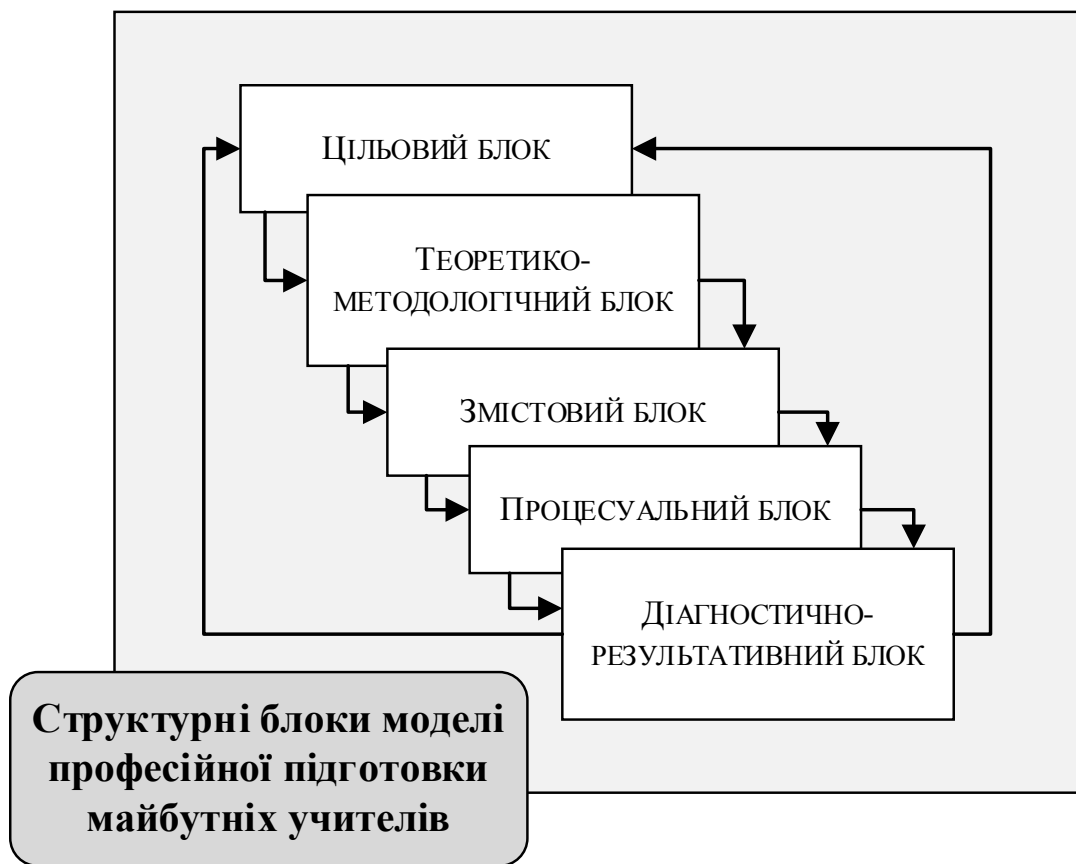 ЦІЛЬОВИЙ БЛОК
ТЕОРЕТИКО-
МЕТОДОЛОГІЧНИЙ БЛОК
ЗМІСТОВИЙ БЛОК
ПРОЦЕСУАЛЬНИЙ БЛОК
ДІАГНОСТИЧНО-
РЕЗУЛЬТАТИВНИЙ БЛОК
Структурні блоки моделі
професійної підготовки
майбутніх учителів